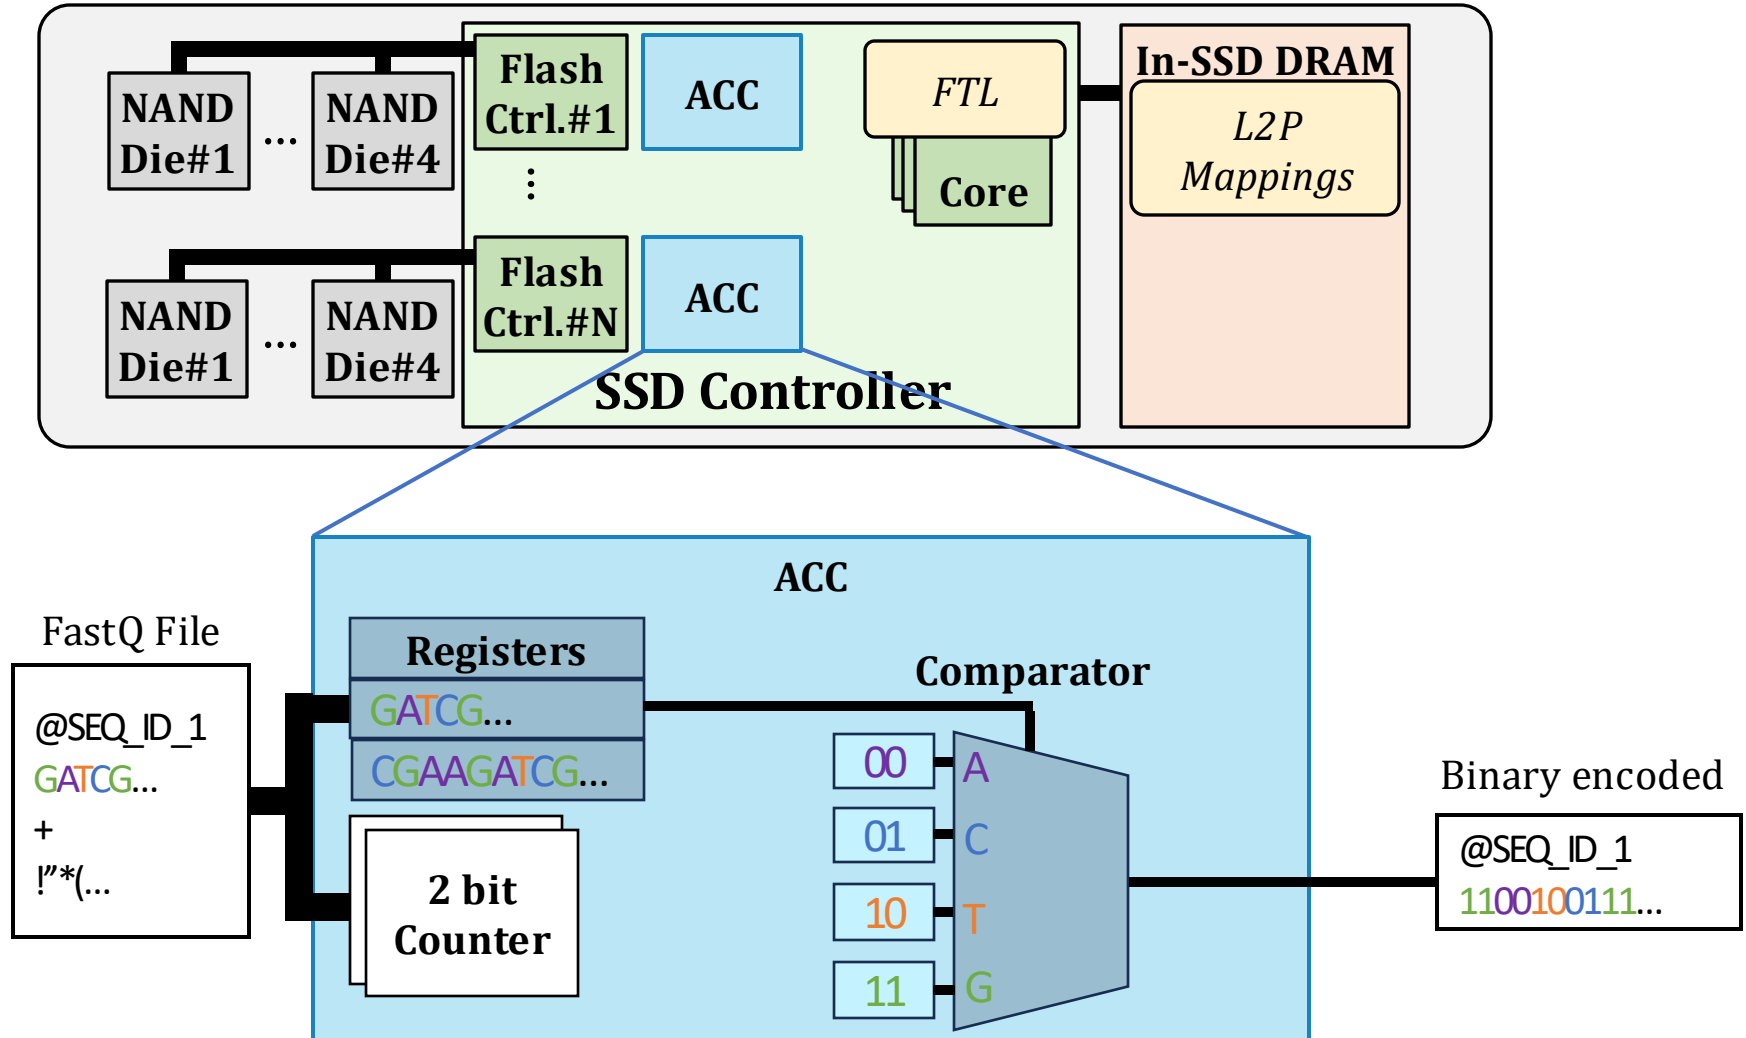 NAND
Die#1
...
NAND
Die#4
Flash
Ctrl.#1
ACC
FTL
Core
In-SSD DRAM
L2P
Mappings
...
NAND
Die#1
...
NAND
Die#4
Flash
Ctrl.#N
ACC
SSD Controller
ACC
FastQ File
@SEQ_ID_1
GATCG...
+
!"*(...
Registers
GATCG...
CGAAGATCG...
2 bit
Counter
Comparator
00 A
01 C
10 T
11 G
Binary encoded
@SEQ_ID_1
1100100111...